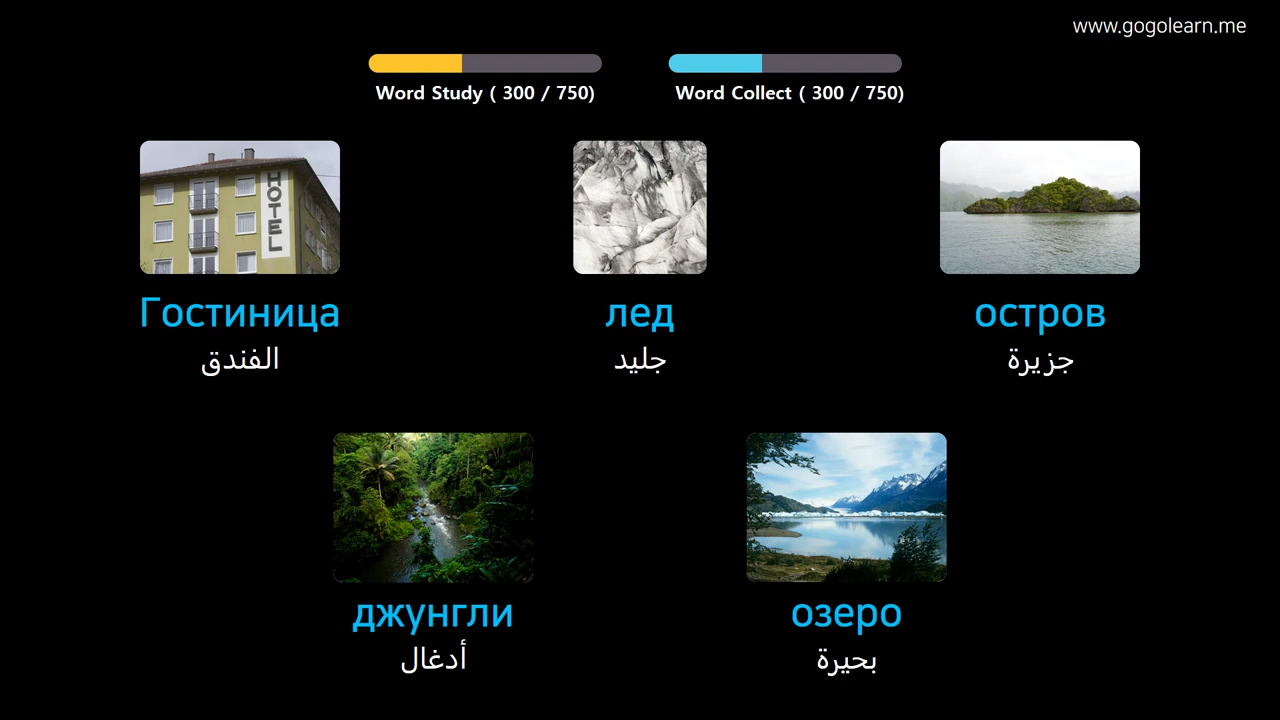 www.gogolearn.me
Word Study ( 300 / 750)
Word Collect ( 300 / 750)
HOTEL
Гостиница
الفندق
лед
جليد
остров
جزيرة
джунгли
أدغال
озеро
بحيرة